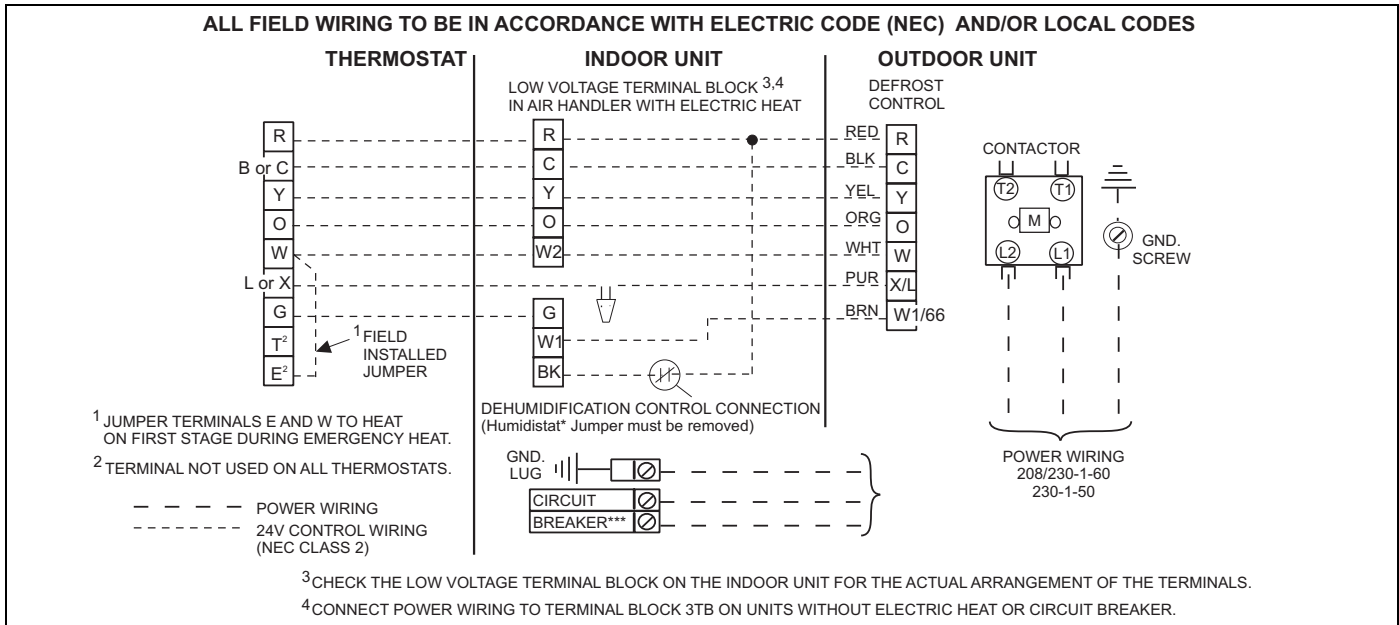 ALL FIELD WIRING TO BE IN ACCORDANCE WITH ELECTRIC CODE (NEC) AND/OR LOCAL CODES
THERMOSTAT
INDOOR UNIT
OUTDOOR UNIT
LOW VOLTAGE TERMINAL BLOCK 3,4
IN AIR HANDLER WITH ELECTRIC HEAT
DEFROST
CONTROL
R
B or C
Y
O
W
L or X
G
T2
E2
1 FIELD
INSTALLED
JUMPER
R
C
Y
O
W2
G
W1
BK
RED
BLK
YEL
ORG
WHT
PUR
BRN
R
C
Y
O
W
X/L
W1/66
CONTACTOR
T2
T1
M
L2
L1
GND.
SCREW
POWER WIRING
208/230-1-60
230-1-50
DEHUMIDIFICATION CONTROL CONNECTION
(Humidistat* Jumper must be removed)
GND.
LUG
CIRCUIT
BREAKER***
1 JUMPER TERMINALS E AND W TO HEAT
ON FIRST STAGE DURING EMERGENCY HEAT.
2 TERMINAL NOT USED ON ALL THERMOSTATS.
POWER WIRING
24V CONTROL WIRING
(NEC CLASS 2)
3 CHECK THE LOW VOLTAGE TERMINAL BLOCK ON THE INDOOR UNIT FOR THE ACTUAL ARRANGEMENT OF THE TERMINALS.
4 CONNECT POWER WIRING TO TERMINAL BLOCK 3TB ON UNITS WITHOUT ELECTRIC HEAT OR CIRCUIT BREAKER.